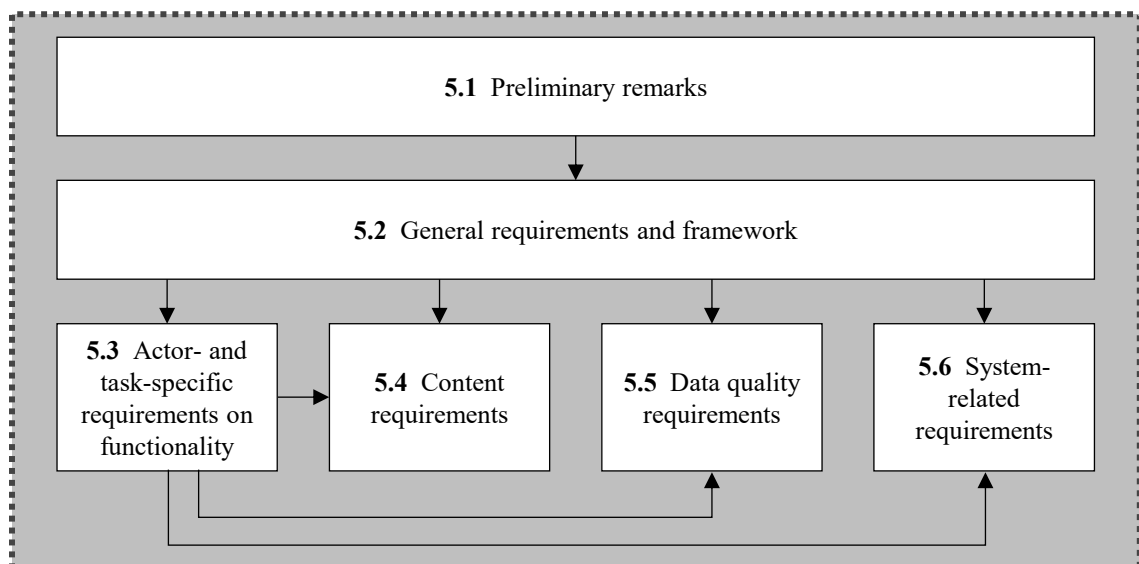 5.1 Preliminary remarks
5.2 General requirements and framework
5.3 Actor- and
task-specific
requirements on
functionality
5.4 Content
requirements
5.5 Data quality
requirements
5.6 System-
related
requirements